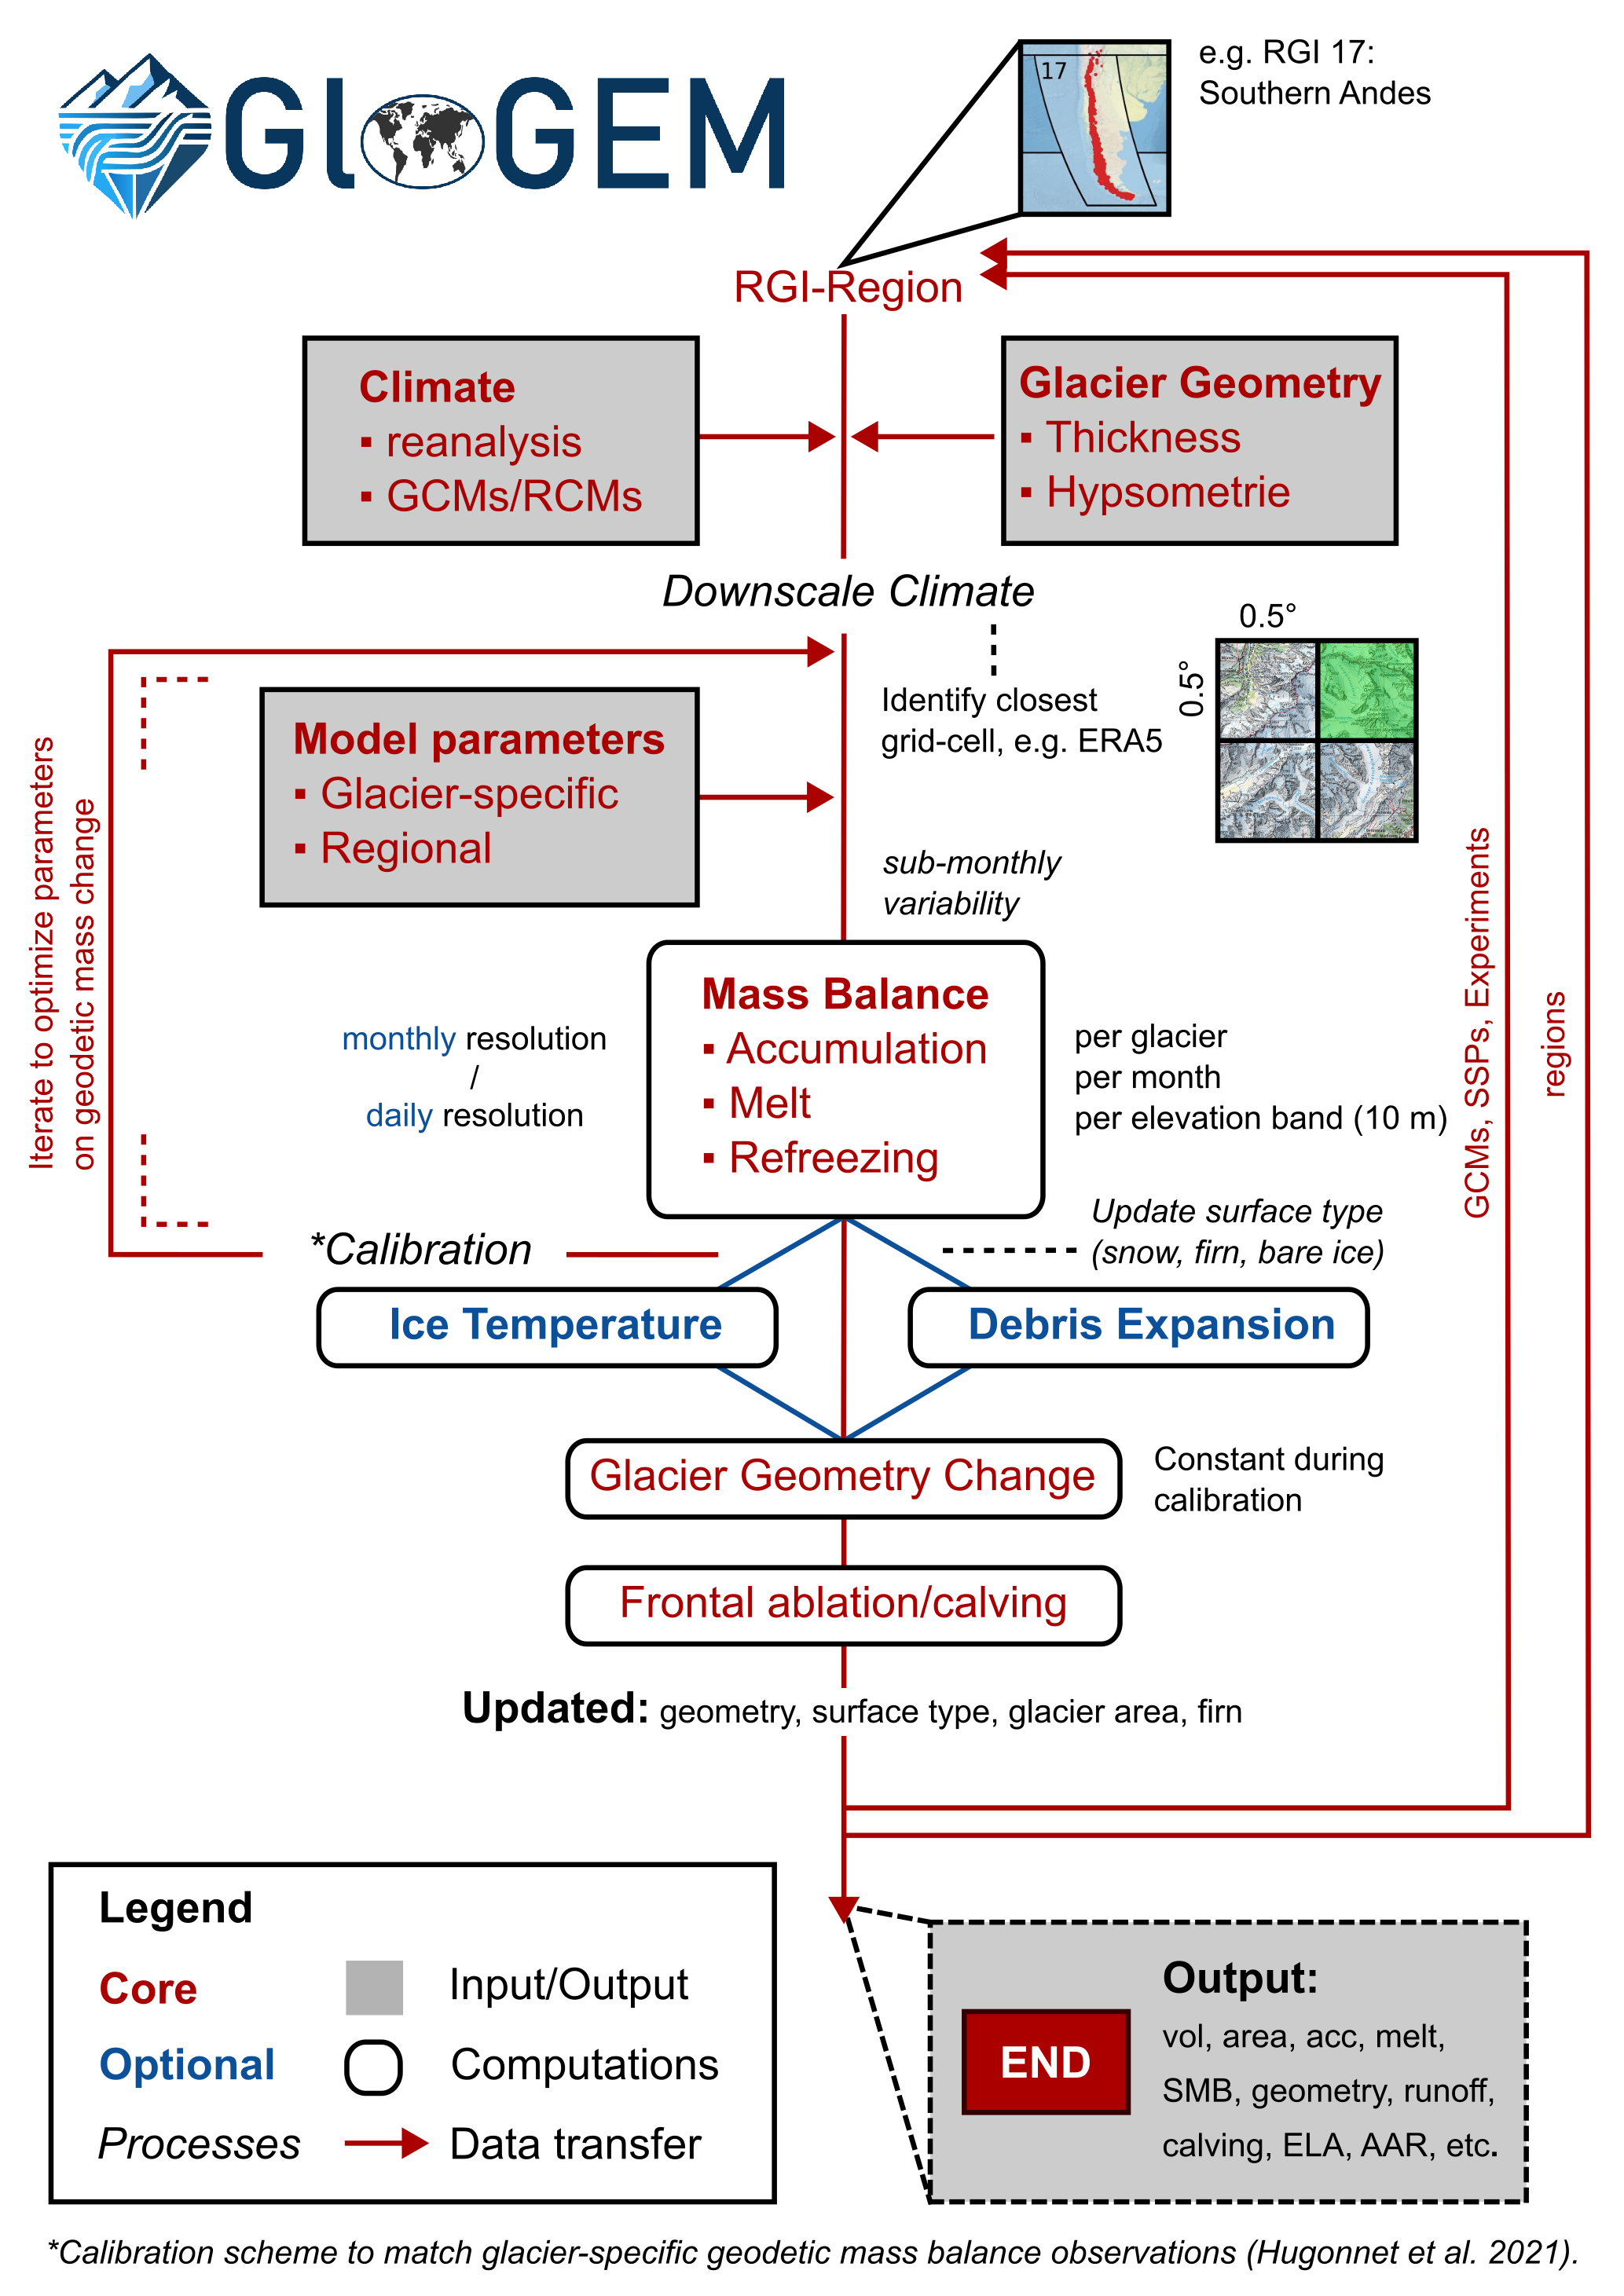 GloGEM
17
e.g. RGI 17:
Southern Andes
RGI-Region
Climate
▪ reanalysis
▪ GCMs/RCMs
Glacier Geometry
▪ Thickness
▪ Hypsometrie
Downscale Climate
0.5°
0.5°
Identify closest
grid-cell, e.g. ERA5
Model parameters
▪ Glacier-specific
▪ Regional
sub-monthly
variability
Iterate to optimize parameters
on geodetic mass change
GCMs, SSPs, Experiments
regions
Mass Balance
▪ Accumulation
▪ Melt
▪ Refreezing
monthly resolution
/
daily resolution
per glacier
per month
per elevation band (10 m)
*Calibration
Update surface type
(snow, firn, bare ice)
Ice Temperature
Debris Expansion
Glacier Geometry Change
Constant during
calibration
Frontal ablation/calving
Updated: geometry, surface type, glacier area, firn
Legend
Core
Input/Output
Optional
Computations
Processes
Data transfer
END
Output:
vol, area, acc, melt,
SMB, geometry, runoff,
calving, ELA, AAR, etc.
*Calibration scheme to match glacier-specific geodetic mass balance observations (Hugonnet et al. 2021).